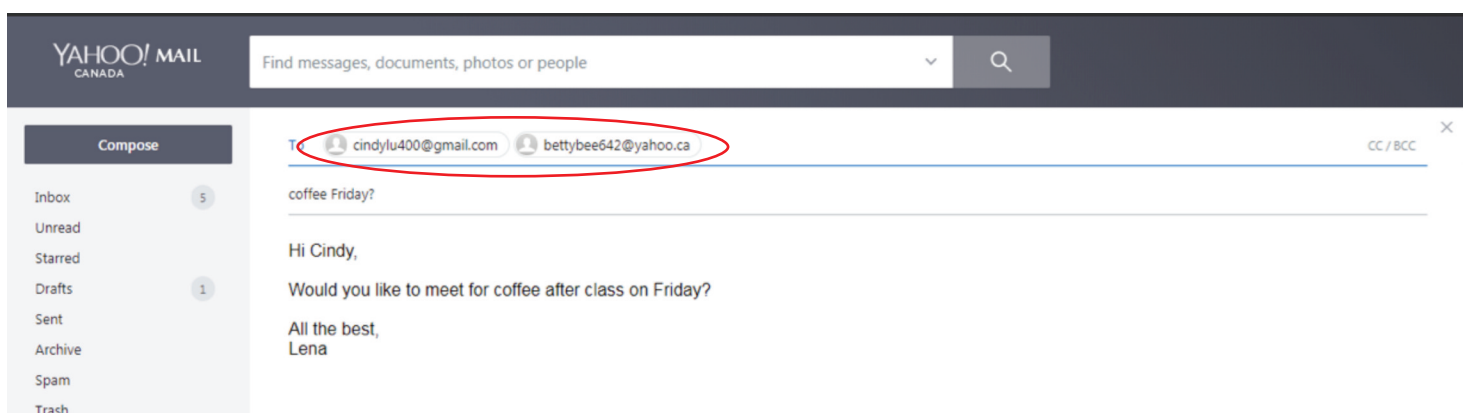 YAHOO! MAIL
CANADA
Find messages, documents, photos or people
Compose
To cindylu400@gmail.com bettybee642@yahoo.ca CC / BCC
Inbox 5
coffee Friday?
Unread
Starred
Hi Cindy,
Drafts 1
Would you like to meet for coffee after class on Friday?
Sent
All the best,
Archive
Lena
Spam
Trash